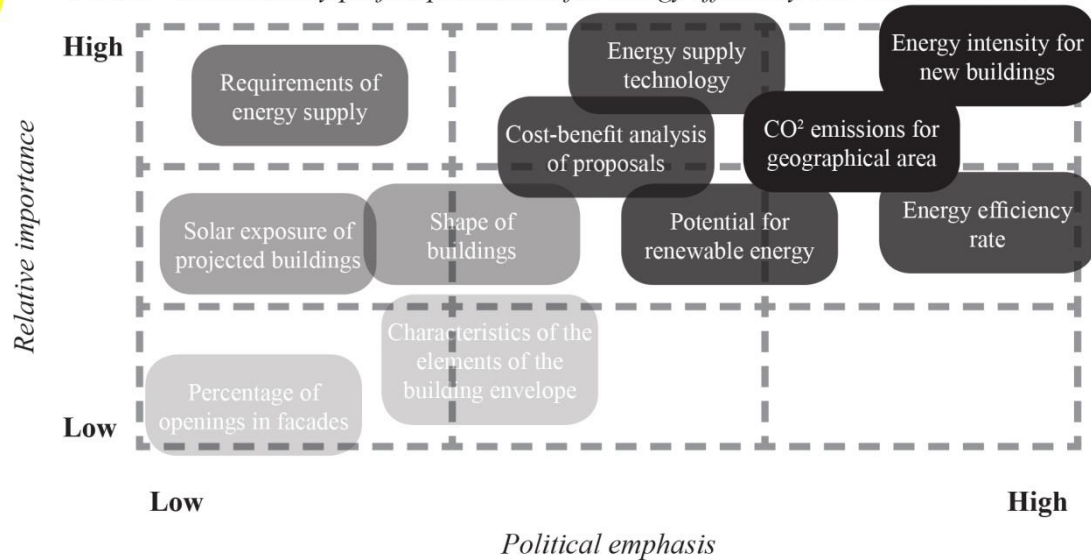 High
Requirements of
energy supply
Energy supply
technology
Energy intensity for
new buildings
Cost-benefit analysis
of proposals
CO² emissions for
geographical area
Relative importance
Solar exposure of
projected buildings
Shape of
buildings
Potential for
renewable energy
Energy efficiency
rate
Characteristics of the
elements of the
building envelope
Percentage of
openings in facades
Low
Low
High
Political emphasis